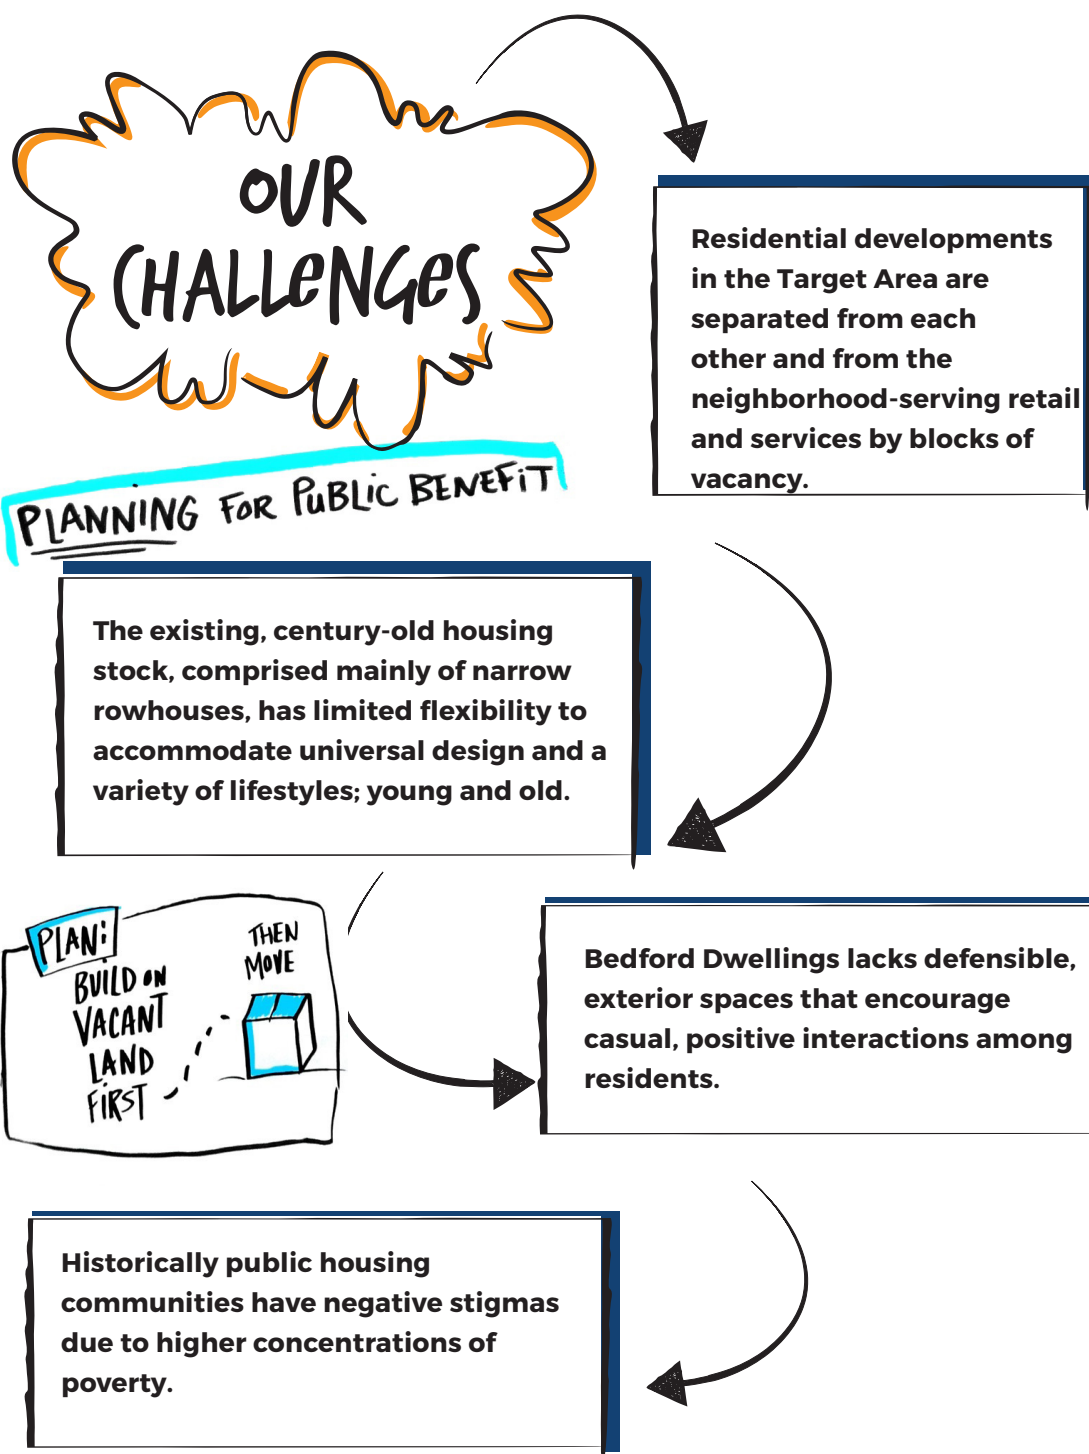 OUR
CHALLeNGeS
PLANNING FOR PUBLiC BENEFiT
Residential developments
in the Target Area are
separated from each
other and from the
neighborhood-serving retail
and services by blocks of
vacancy.
The existing, century-old housing
stock, comprised mainly of narrow
rowhouses, has limited flexibility to
accommodate universal design and a
variety of lifestyles; young and old.
PLAN:
BUILD ON
VACANT
LAND
FiRST
THEN
MOVE
Bedford Dwellings lacks defensible,
exterior spaces that encourage
casual, positive interactions among
residents.
Historically public housing
communities have negative stigmas
due to higher concentrations of
poverty.